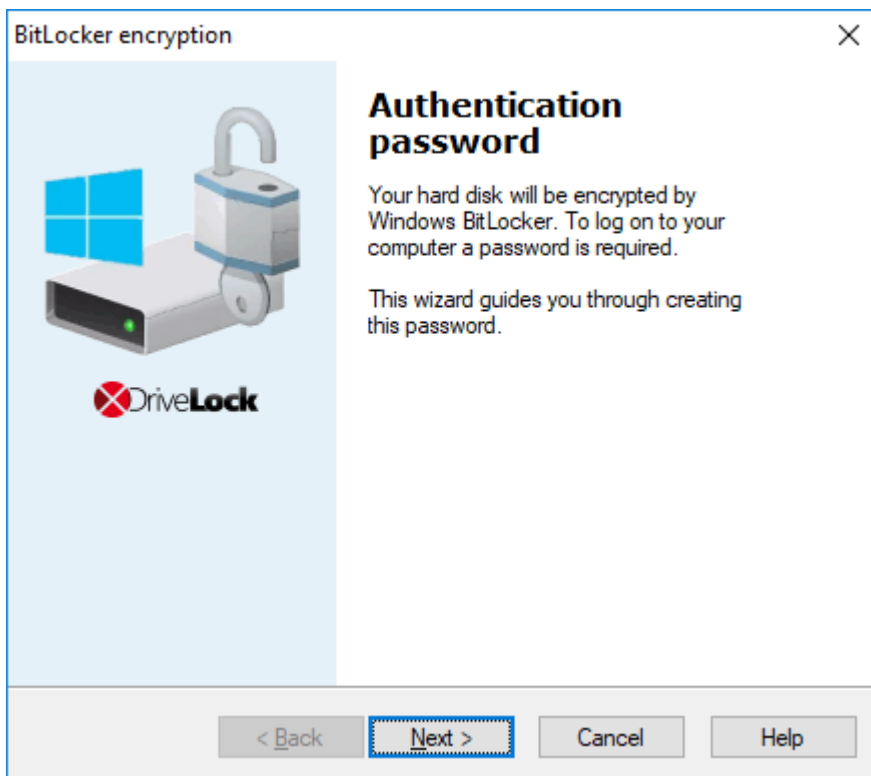 BitLocker encryption
Authentication
password
Your hard disk will be encrypted by
Windows BitLocker. To log on to your
computer a password is required.
This wizard guides you through creating
this password.
DriveLock
< Back
Next >
Cancel
Help